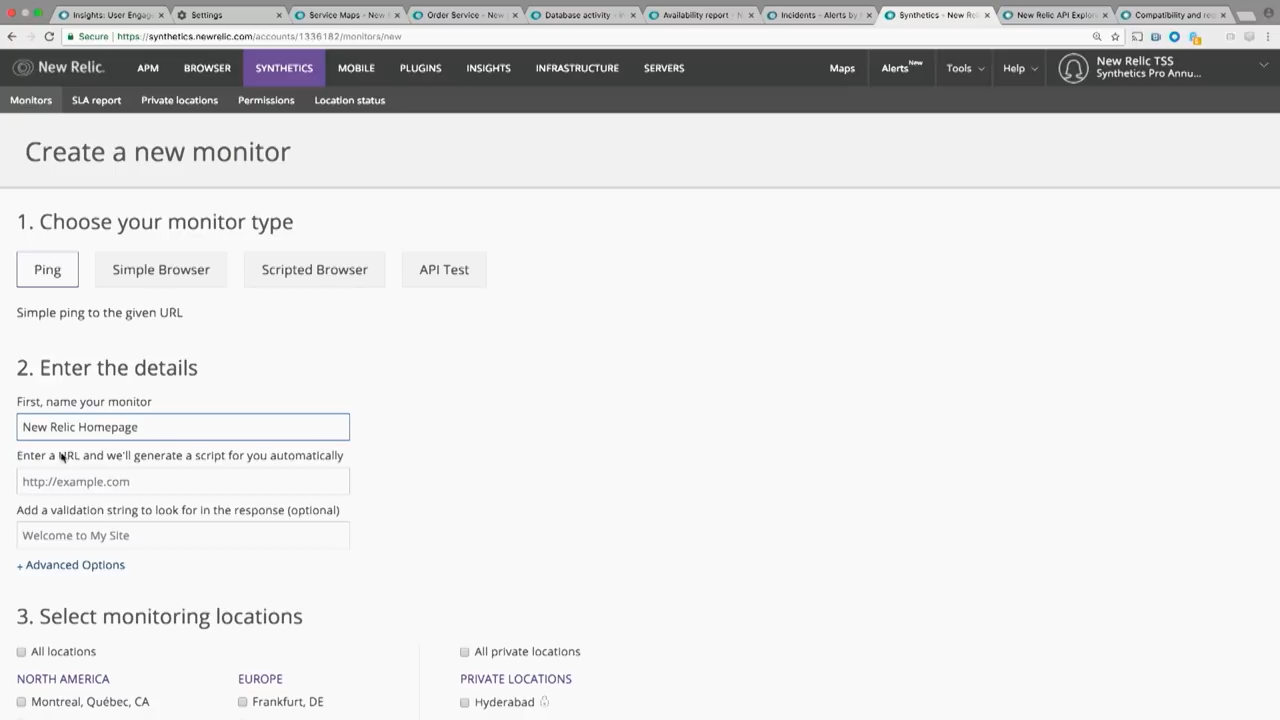 Insights: User Engag
Settings
Service Maps - New
Order Service - New
Database activity -
Availability report -
Incidents - Alerts by
Synthetics - New Rel
New Relic API Explor
Compatibility and re
Secure | https://synthetics.newrelic.com/accounts/1336182/monitors/new
New Relic. APM BROWSER SYNTHETICS MOBILE PLUGINS INSIGHTS INFRASTRUCTURE SERVERS Maps Alerts New Tools Help New Relic TSS
Synthetics Pro Annu...
Monitors SLA report Private locations Permissions Location status
Create a new monitor
1. Choose your monitor type
Ping Simple Browser Scripted Browser API Test
Simple ping to the given URL
2. Enter the details
First, name your monitor
New Relic Homepage
Enter a URL and we'll generate a script for you automatically
http://example.com
Add a validation string to look for in the response (optional)
Welcome to My Site
+ Advanced Options
3. Select monitoring locations
All locations All private locations
NORTH AMERICA EUROPE PRIVATE LOCATIONS
Montreal, Québec, CA Frankfurt, DE Hyderabad